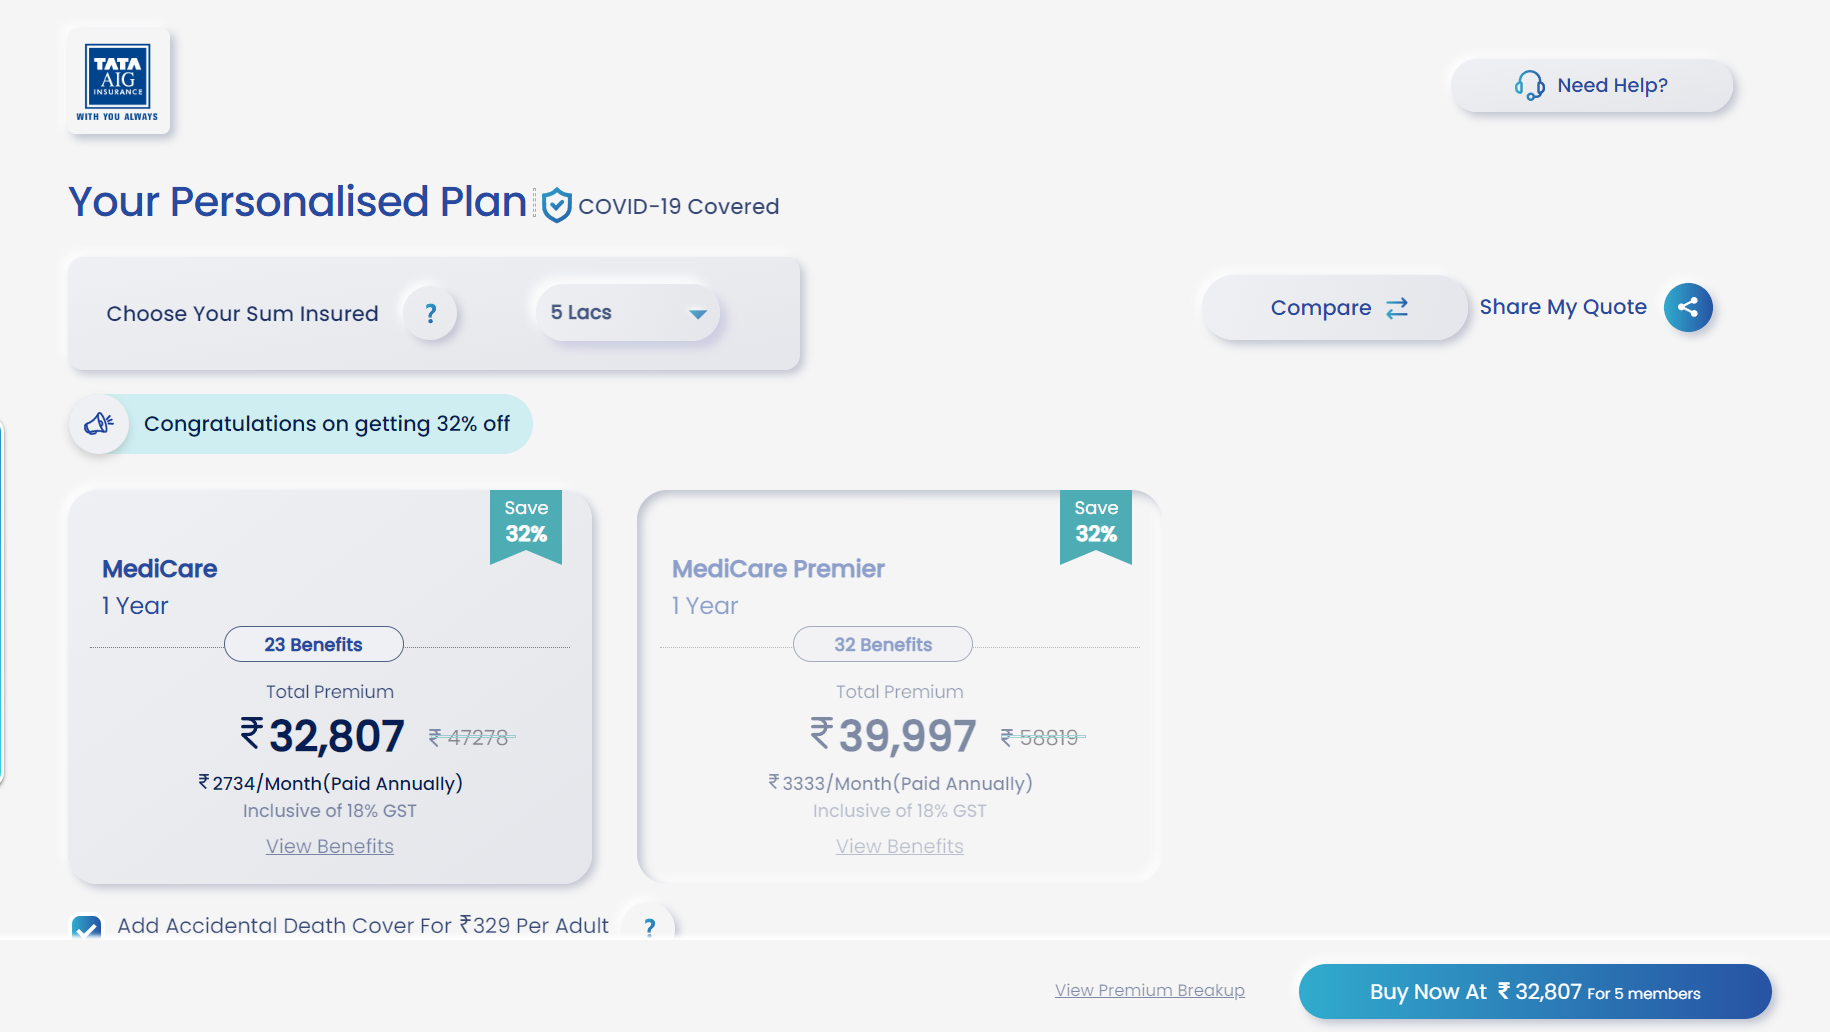 TATA
AIG
INSURANCE
WITH YOU ALWAYS
Need Help?
Your Personalised Plan
COVID-19 Covered
Choose Your Sum Insured
?
5 Lacs
Compare
Share My Quote
Congratulations on getting 32% off
Save
32%
MediCare
1 Year
23 Benefits
Total Premium
₹32,807 ₹47278
₹2734/Month(Paid Annually)
Inclusive of 18% GST
View Benefits
Save
32%
MediCare Premier
1 Year
32 Benefits
Total Premium
₹39,997 ₹58819
₹3333/Month(Paid Annually)
Inclusive of 18% GST
View Benefits
Add Accidental Death Cover For ₹329 Per Adult
?
View Premium Breakup
Buy Now At ₹32,807 For 5 members